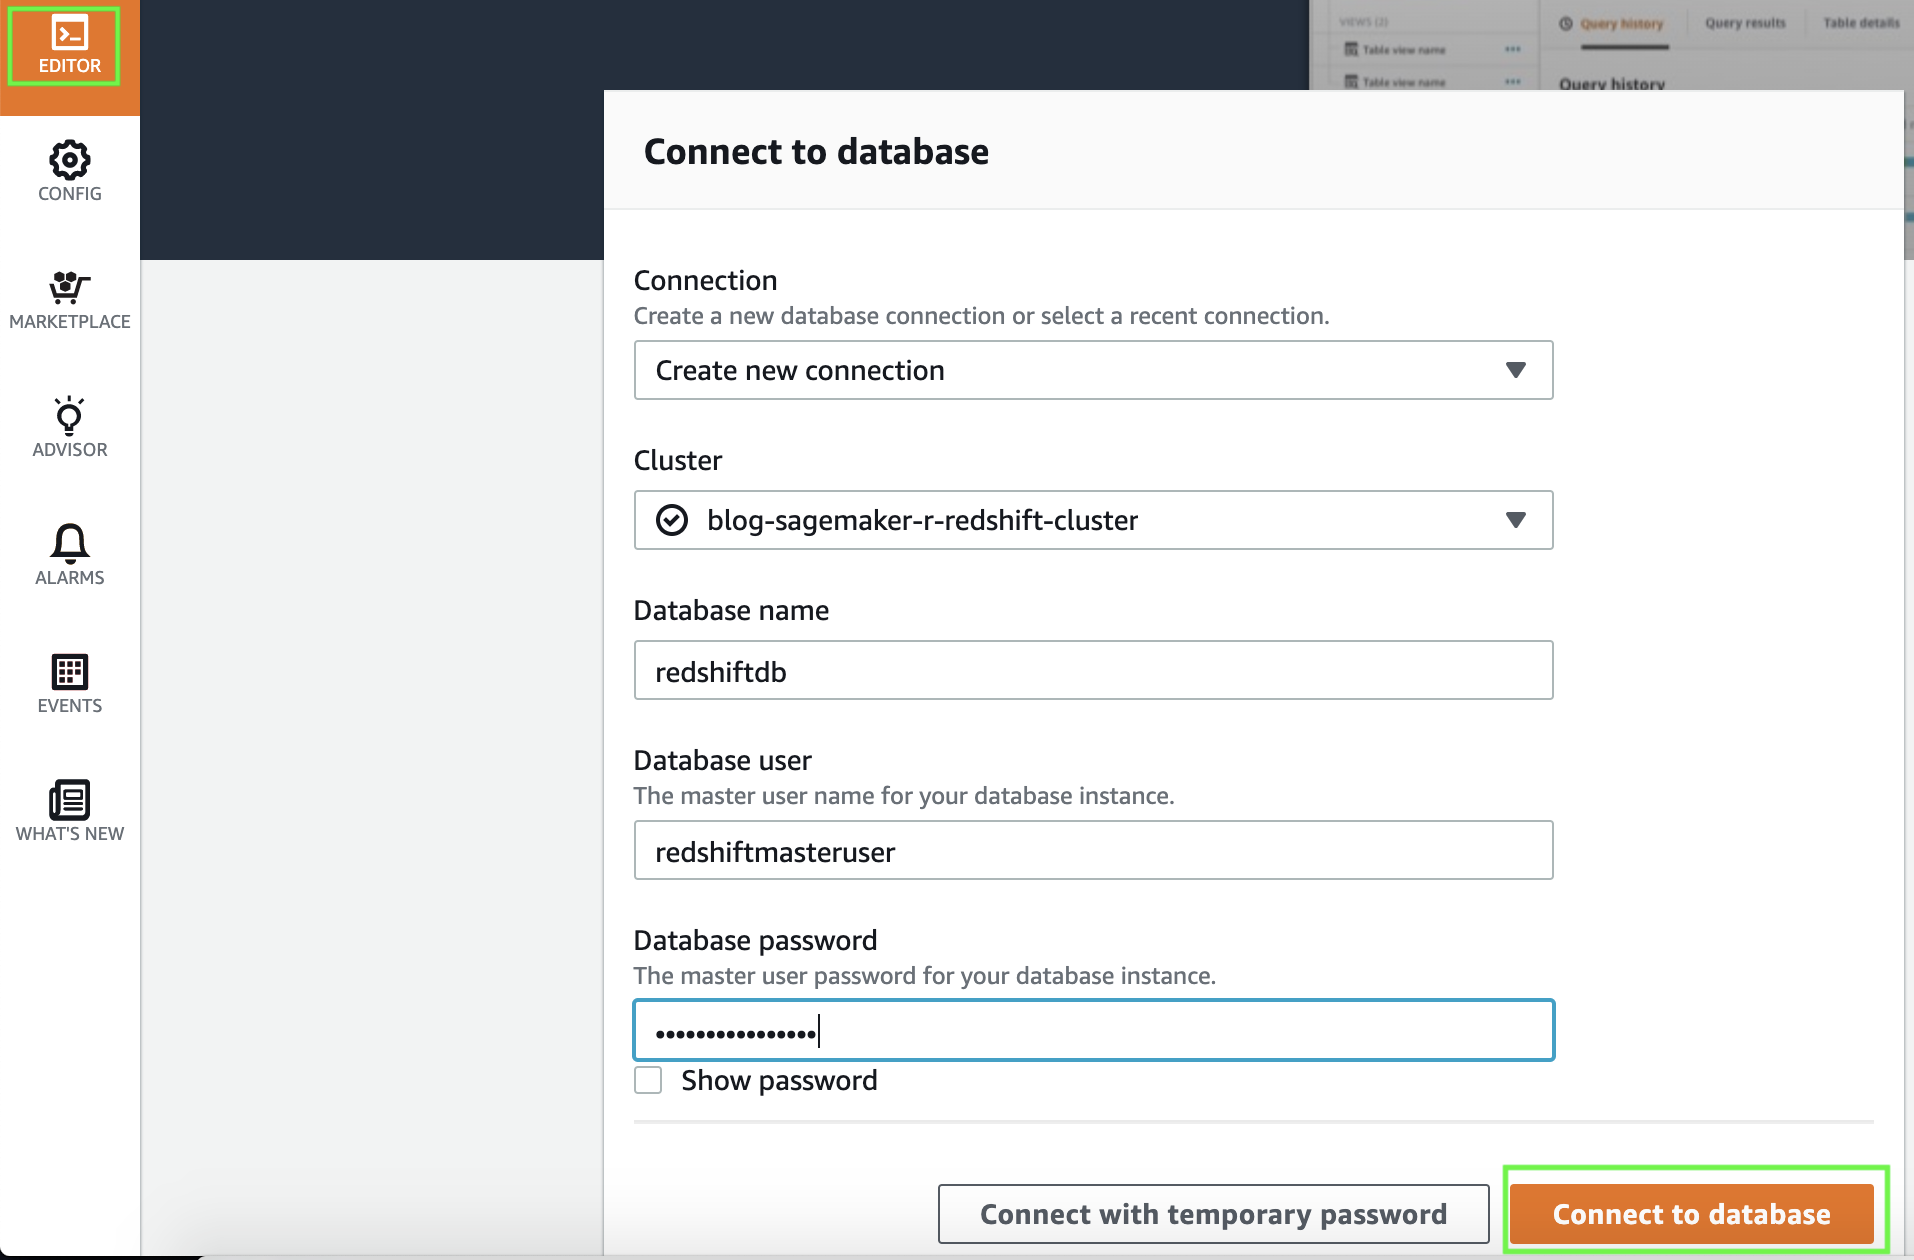 EDITOR
CONFIG
MARKETPLACE
ADVISOR
ALARMS
EVENTS
WHAT'S NEW
VIEWS (2)
Table view name
Table view name
Query history
Query results
Table details
Query history
Connect to database
Connection
Create a new database connection or select a recent connection.
Create new connection
Cluster
blog-sagemaker-r-redshift-cluster
Database name
redshiftdb
Database user
The master user name for your database instance.
redshiftmasteruser
Database password
The master user password for your database instance.
••••••••••••••••
Show password
Connect with temporary password
Connect to database